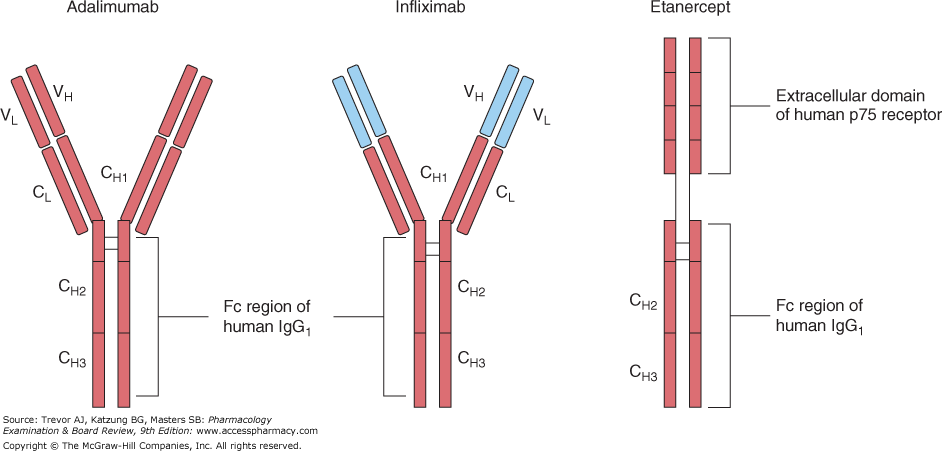 Adalimumab
Infliximab
Etanercept
VH
VL
CH1
CL
CH2
CH3
Fc region of
human IgG1
VH
VL
CH1
CL
CH2
CH3
Extracellular domain
of human p75 receptor
CH2
CH3
Fc region of
human IgG1
Source: Trevor AJ, Katzung BG, Masters SB: Pharmacology
Examination & Board Review, 9th Edition: www.accesspharmacy.com
Copyright © The McGraw-Hill Companies, Inc. All rights reserved.